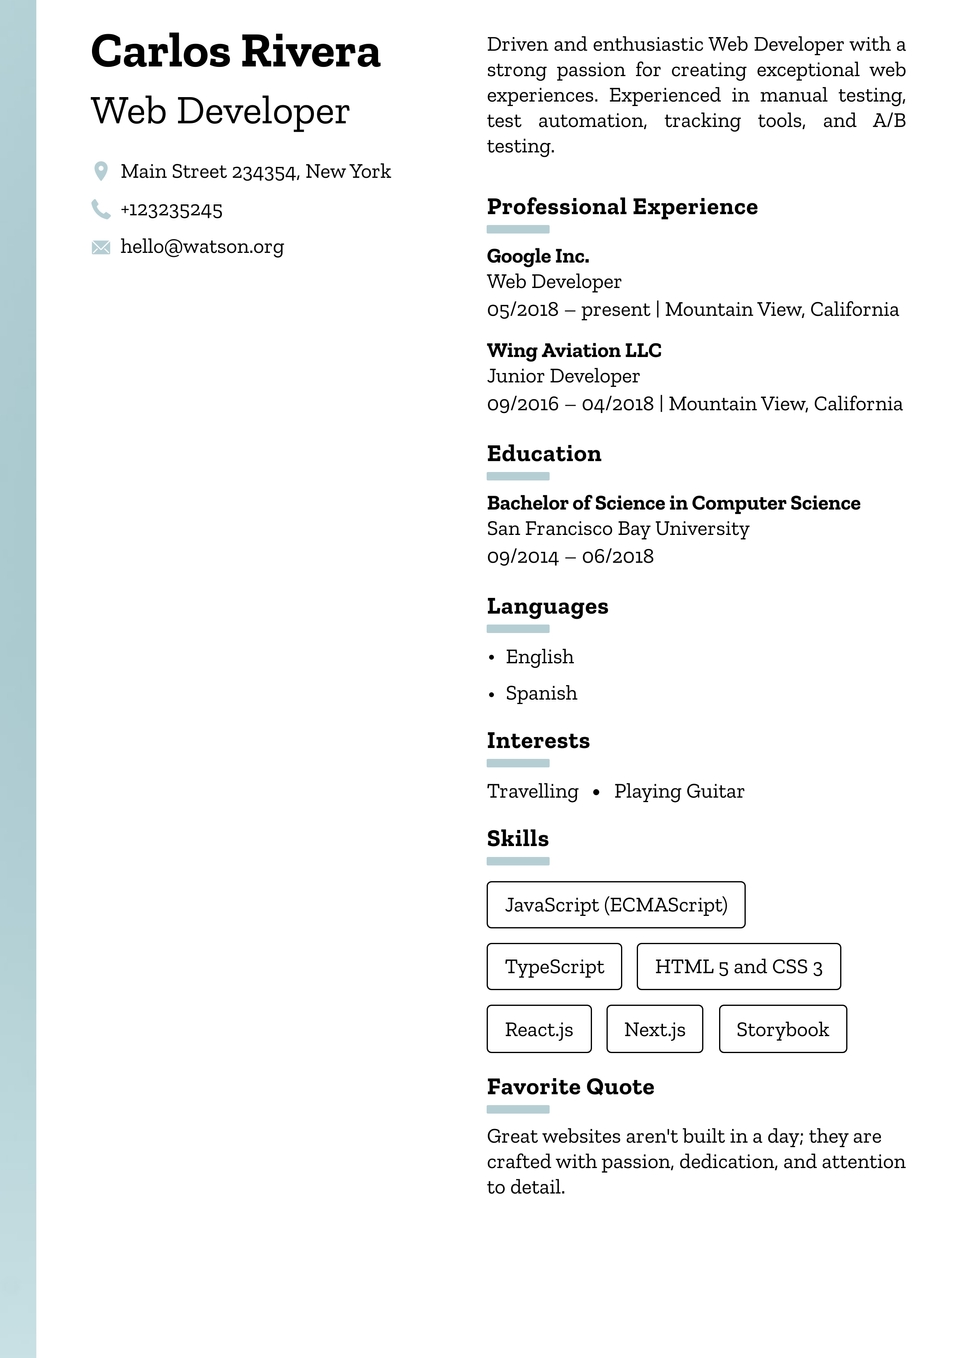 Carlos Rivera
Web Developer
Main Street 234354, New York
+123235245
hello@watson.org
Driven and enthusiastic Web Developer with a
strong passion for creating exceptional web
experiences. Experienced in manual testing,
test automation, tracking tools, and A/B
testing.
Professional Experience
Google Inc.
Web Developer
05/2018 – present | Mountain View, California
Wing Aviation LLC
Junior Developer
09/2016 – 04/2018 | Mountain View, California
Education
Bachelor of Science in Computer Science
San Francisco Bay University
09/2014 – 06/2018
Languages
• English
• Spanish
Interests
Travelling • Playing Guitar
Skills
JavaScript (ECMAScript)
TypeScript HTML 5 and CSS 3
React.js Next.js Storybook
Favorite Quote
Great websites aren't built in a day; they are
crafted with passion, dedication, and attention
to detail.